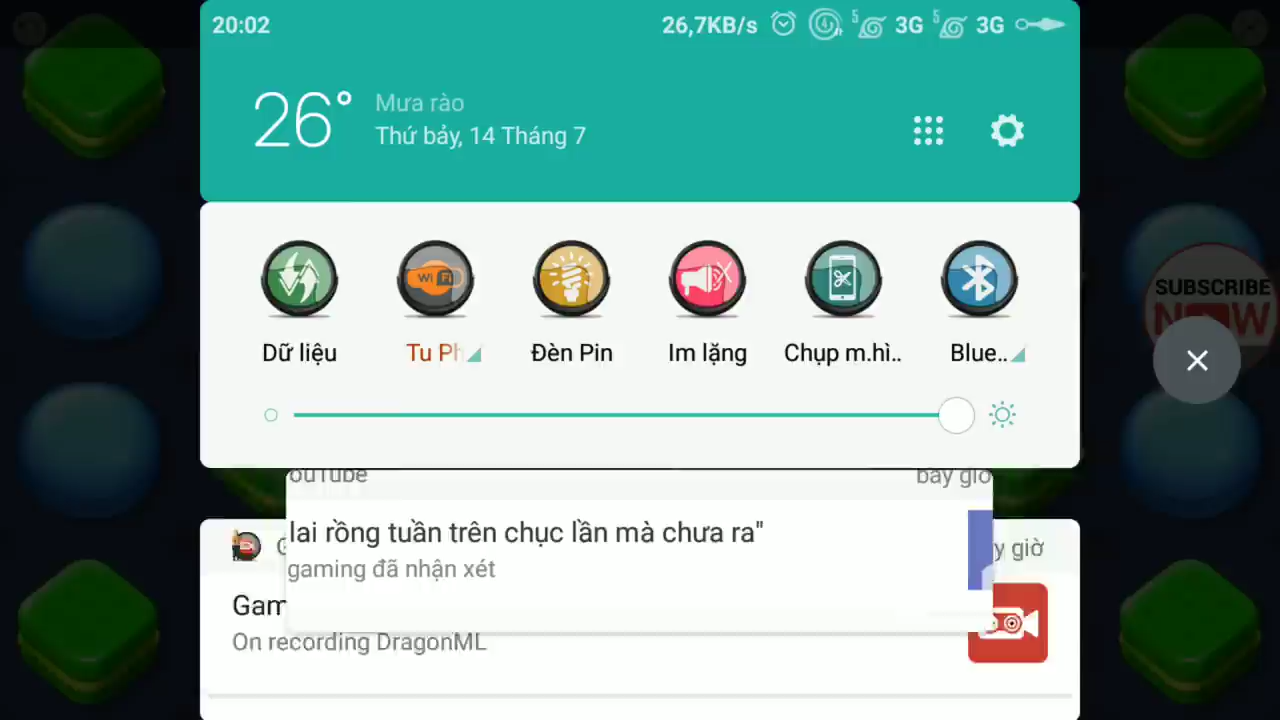 20:02
26,7KB/s 3G 3G
26°
Mưa rào
Thứ bảy, 14 Tháng 7
Dữ liệu
Tu Ph
Đèn Pin
Im lặng
Chụp m.hì..
Blue..
SUBSCRIBE
NOW
ouTube
bây giờ
lai rồng tuần trên chục lần mà chưa ra"
gaming đã nhận xét
y giờ
Gam
On recording DragonML